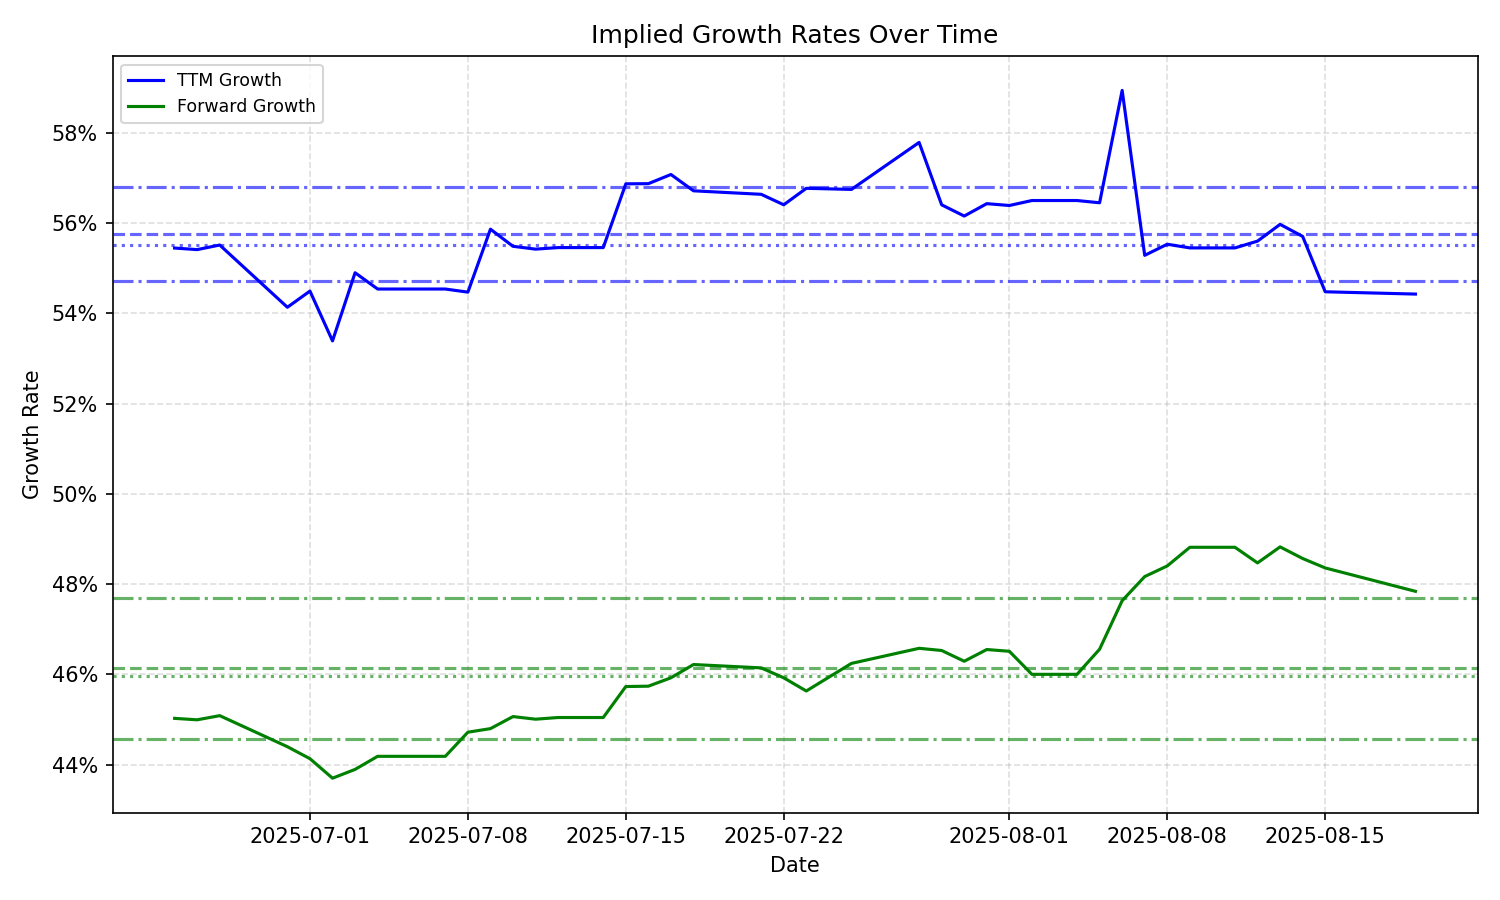 Implied Growth Rates Over Time
TTM Growth
Forward Growth
58%
56%
54%
52%
50%
48%
46%
44%
Growth Rate
2025-07-01 2025-07-08 2025-07-15 2025-07-22 2025-08-01 2025-08-08 2025-08-15
Date